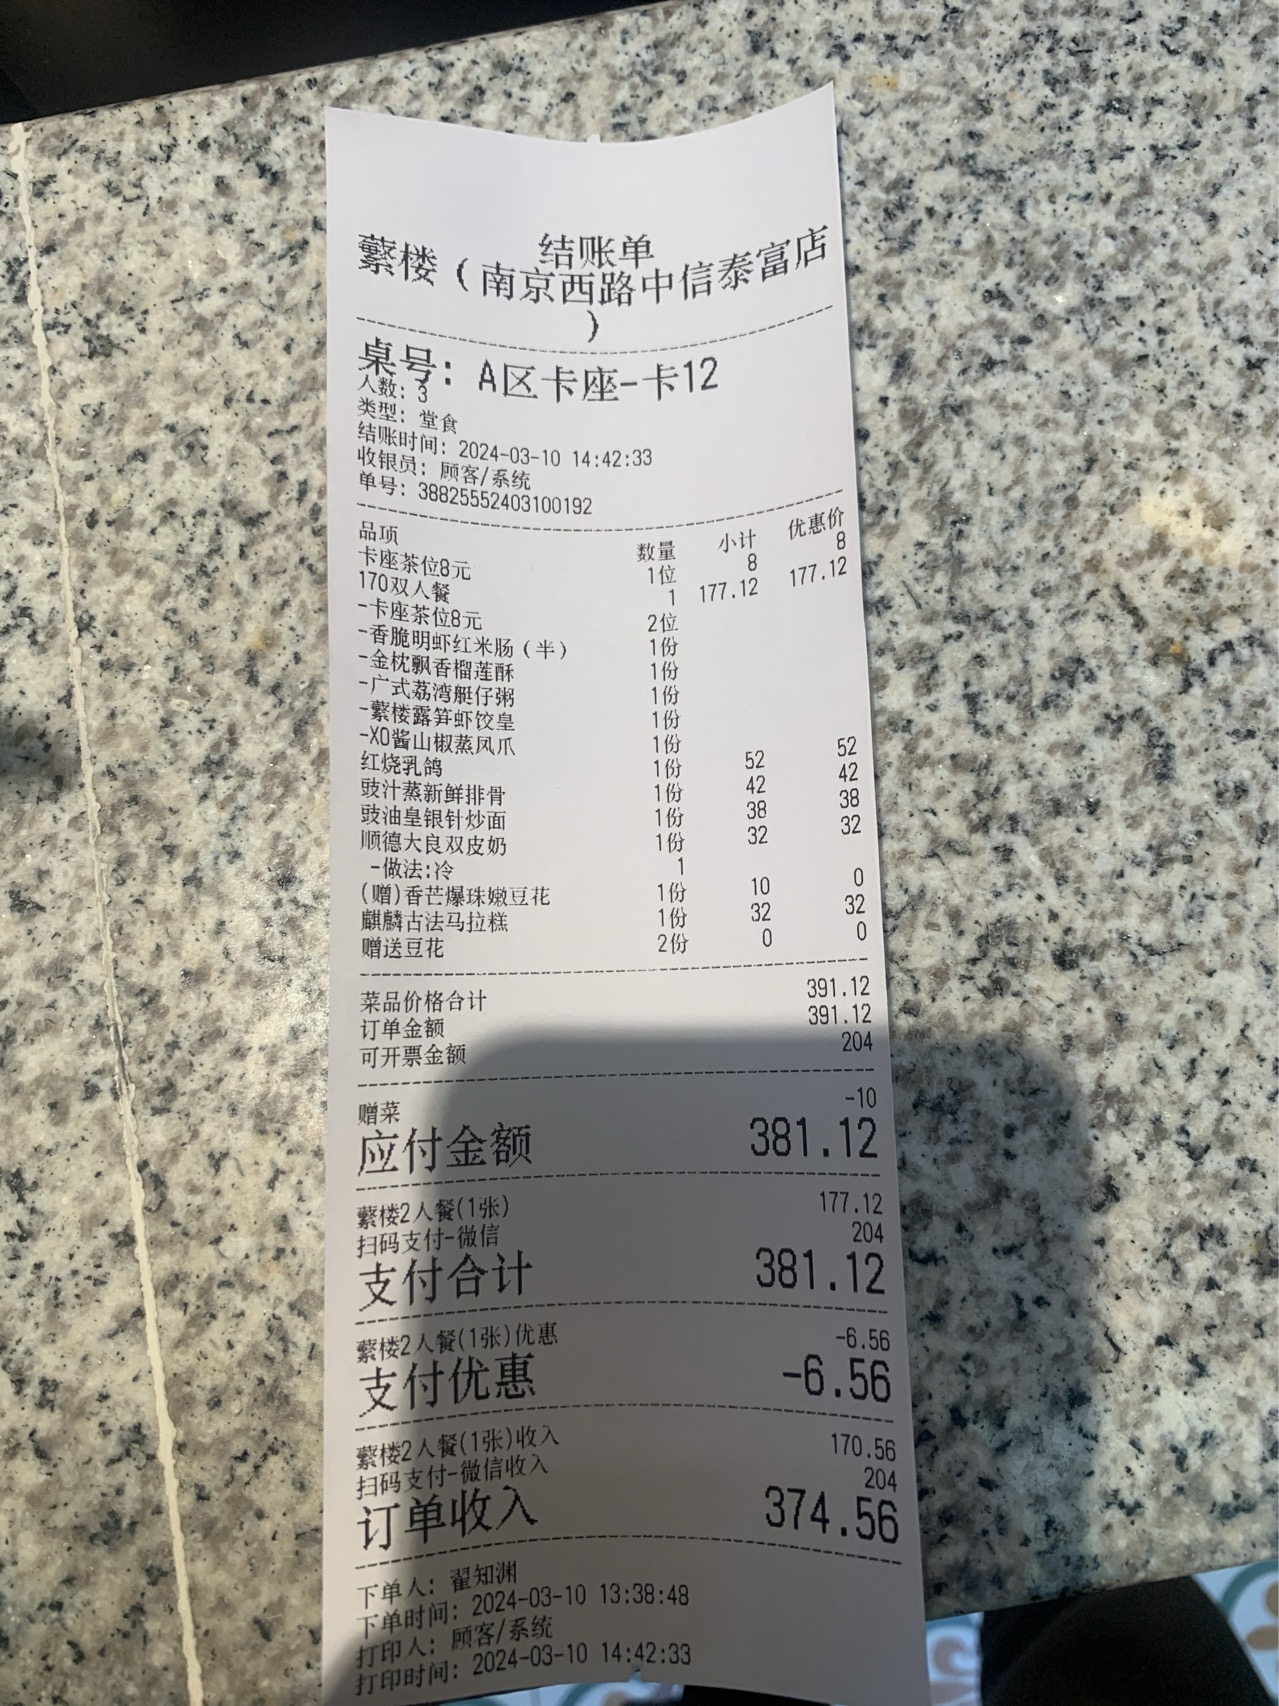 结账单
蘩楼（南京西路中信泰富店
）
桌号：A区卡座-卡12
人数：3
类型：堂食
结账时间：2024-03-10 14:42:33
收银员：顾客/系统
单号：38825552403100192
品项 数量 小计 优惠价
卡座茶位8元 1位 8 8
170双人餐 1 177.12 177.12
-卡座茶位8元 2位
-香脆明虾红米肠（半） 1份
-金枕飘香榴莲酥 1份
-广式荔湾艇仔粥 1份
-蘩楼露笋虾饺皇 1份
-XO酱山椒蒸凤爪 1份
红烧乳鸽 1份 52 52
豉汁蒸新鲜排骨 1份 42 42
豉油皇银针炒面 1份 38 38
顺德大良双皮奶 1份 32 32
-做法:冷 1
(赠)香芒爆珠嫩豆花 1份 10 0
麒麟古法马拉糕 1份 32 32
赠送豆花 2份 0 0
菜品价格合计 391.12
订单金额 391.12
可开票金额 204
赠菜 -10
应付金额 381.12
蘩楼2人餐(1张) 177.12
扫码支付-微信 204
支付合计 381.12
蘩楼2人餐(1张)优惠 -6.56
支付优惠 -6.56
蘩楼2人餐(1张)收入 170.56
扫码支付-微信收入 204
订单收入 374.56
下单人：翟知渊
下单时间：2024-03-10 13:38:48
打印人：顾客/系统
打印时间：2024-03-10 14:42:33